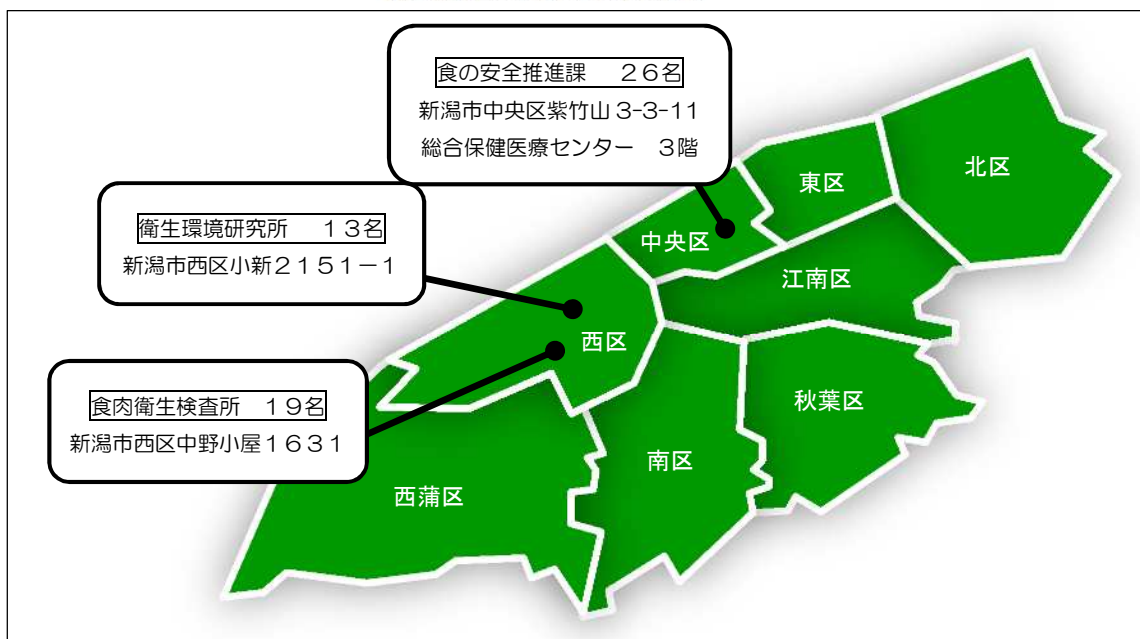 食の安全推進課　２６名
新潟市中央区紫竹山 3-3-11
総合保健医療センター　３階
衛生環境研究所　１３名
新潟市西区小新２１５１－１
食肉衛生検査所　１９名
新潟市西区中野小屋１６３１
北区
東区
中央区
江南区
西区
秋葉区
南区
西蒲区